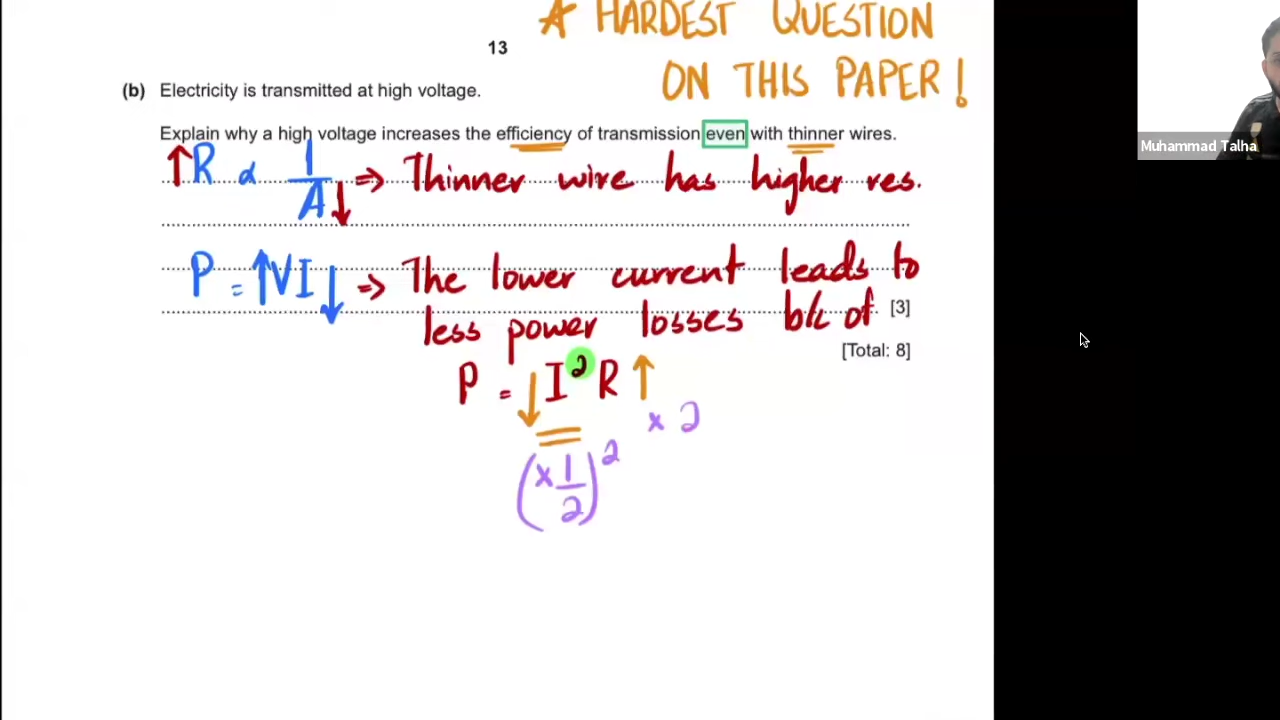 ★ HARDEST QUESTION
ON THIS PAPER!
13
(b) Electricity is transmitted at high voltage.
Explain why a high voltage increases the efficiency of transmission even with thinner wires.
↑R ∝ 1/A↓ ⇒ Thinner wire has higher res.
P = ↑VI↓ ⇒ The lower current leads to
less power losses b/c of
[3]
[Total: 8]
P = ↓I²R↑
(×1/2)² ×2
Muhammad Talha